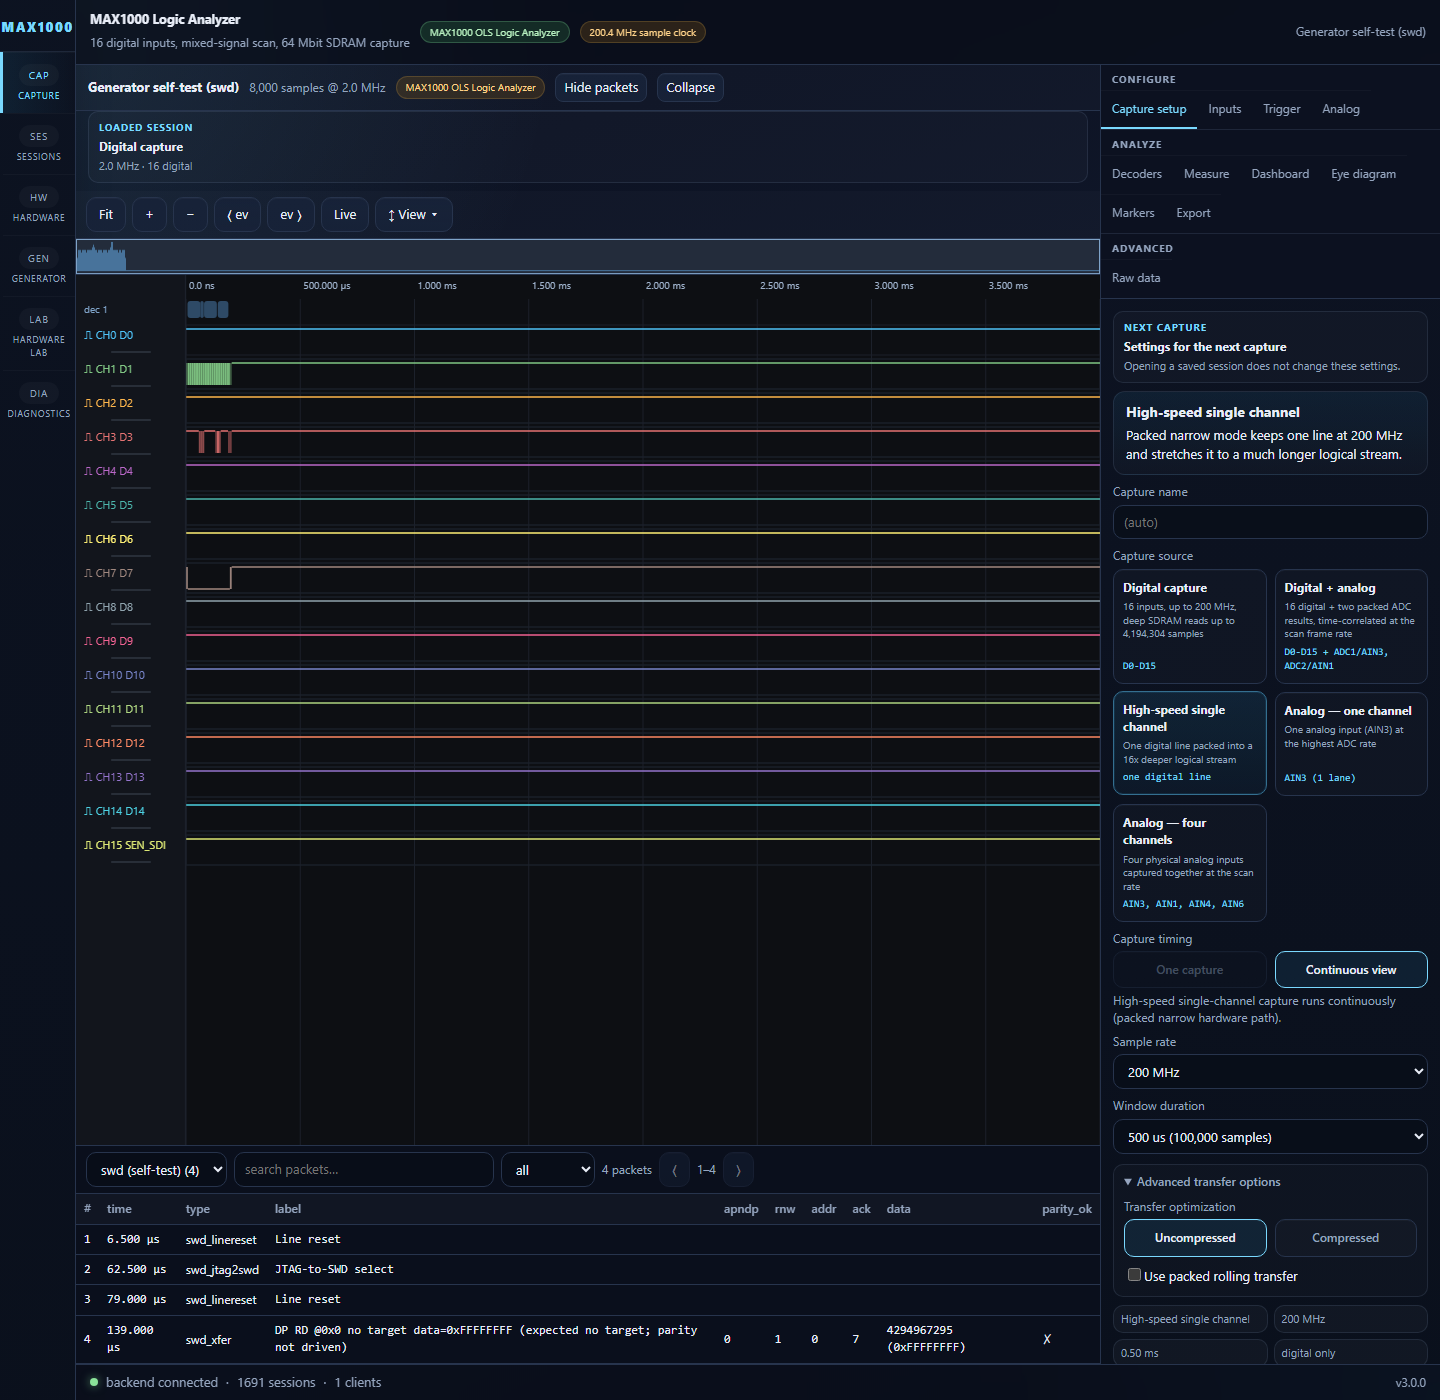 MAX1000
CAP
CAPTURE
SES
SESSIONS
HW
HARDWARE
GEN
GENERATOR
LAB
HARDWARE
LAB
DIA
DIAGNOSTICS
MAX1000 Logic Analyzer
16 digital inputs, mixed-signal scan, 64 Mbit SDRAM capture
MAX1000 OLS Logic Analyzer
200.4 MHz sample clock
Generator self-test (swd)
Generator self-test (swd)
8,000 samples @ 2.0 MHz
MAX1000 OLS Logic Analyzer
Hide packets
Collapse
LOADED SESSION
Digital capture
2.0 MHz · 16 digital
Fit
+
−
⟨ ev
ev ⟩
Live
↕ View ▾
0.0 ns
500.000 µs
1.000 ms
1.500 ms
2.000 ms
2.500 ms
3.000 ms
3.500 ms
dec 1
CH0 D0
CH1 D1
CH2 D2
CH3 D3
CH4 D4
CH5 D5
CH6 D6
CH7 D7
CH8 D8
CH9 D9
CH10 D10
CH11 D11
CH12 D12
CH13 D13
CH14 D14
CH15 SEN_SDI
swd (self-test) (4)
search packets...
all
4 packets
⟨
1–4
⟩
# time type label apndp rnw addr ack data parity_ok
1 6.500 µs swd_linereset Line reset
2 62.500 µs swd_jtag2swd JTAG-to-SWD select
3 79.000 µs swd_linereset Line reset
4 139.000 µs swd_xfer DP RD @0x0 no target data=0xFFFFFFFF (expected no target; parity not driven) 0 1 0 7 4294967295 (0xFFFFFFFF) ✗
backend connected · 1691 sessions · 1 clients
v3.0.0
CONFIGURE
Capture setup
Inputs
Trigger
Analog
ANALYZE
Decoders
Measure
Dashboard
Eye diagram
Markers
Export
ADVANCED
Raw data
NEXT CAPTURE
Settings for the next capture
Opening a saved session does not change these settings.
High-speed single channel
Packed narrow mode keeps one line at 200 MHz
and stretches it to a much longer logical stream.
Capture name
(auto)
Capture source
Digital capture
16 inputs, up to 200 MHz,
deep SDRAM reads up to
4,194,304 samples
D0-D15
Digital + analog
16 digital + two packed ADC
results, time-correlated at the
scan frame rate
D0-D15 + ADC1/AIN3,
ADC2/AIN1
High-speed single
channel
One digital line packed into a
16x deeper logical stream
one digital line
Analog — one channel
One analog input (AIN3) at
the highest ADC rate
AIN3 (1 lane)
Analog — four
channels
Four physical analog inputs
captured together at the scan
rate
AIN3, AIN1, AIN4, AIN6
Capture timing
One capture
Continuous view
High-speed single-channel capture runs continuously
(packed narrow hardware path).
Sample rate
200 MHz
Window duration
500 us (100,000 samples)
▼ Advanced transfer options
Transfer optimization
Uncompressed
Compressed
Use packed rolling transfer
High-speed single channel
200 MHz
0.50 ms
digital only